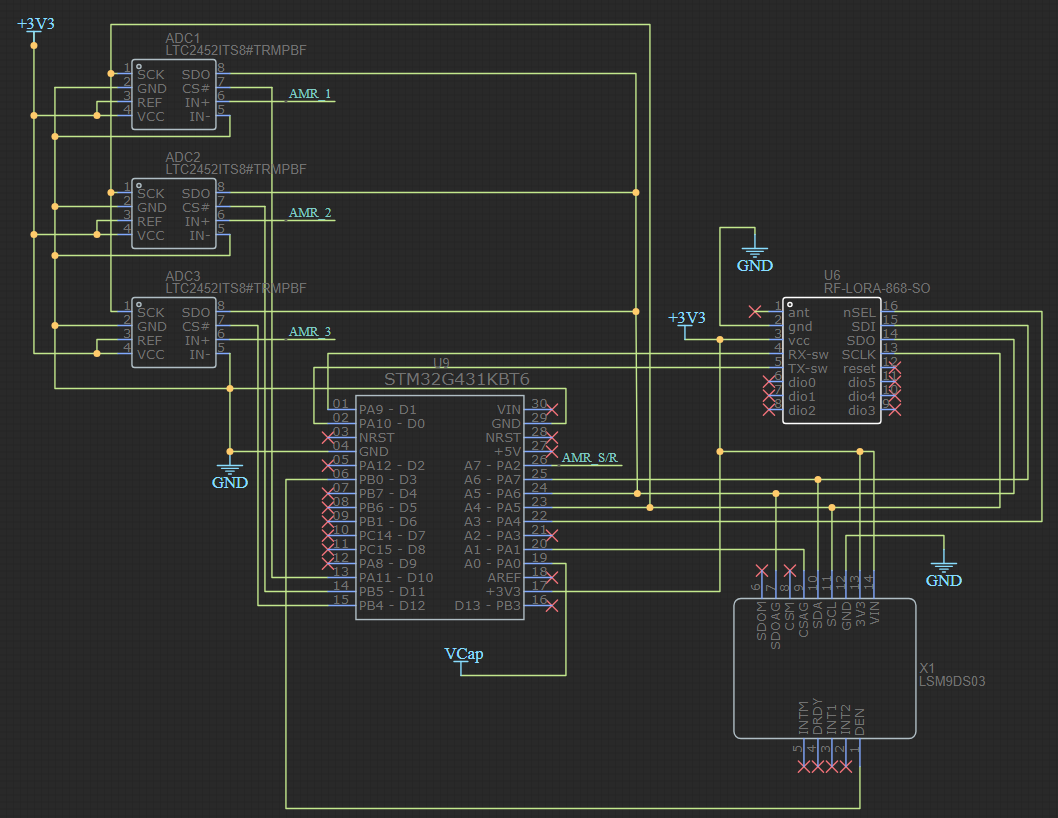 +3V3
ADC1
LTC2452ITS8#TRMPBF
1 SCK SDO 8
2 GND CS# 7
3 REF IN+ 6
4 VCC IN- 5
AMR_1
ADC2
LTC2452ITS8#TRMPBF
1 SCK SDO 8
2 GND CS# 7
3 REF IN+ 6
4 VCC IN- 5
AMR_2
ADC3
LTC2452ITS8#TRMPBF
1 SCK SDO 8
2 GND CS# 7
3 REF IN+ 6
4 VCC IN- 5
AMR_3
GND
GND
U6
RF-LORA-868-SO
+3V3
1 ant nSEL 16
2 gnd SDI 15
3 vcc SDO 14
4 RX-sw SCLK 13
5 TX-sw reset 12
6 dio0 dio5 11
7 dio1 dio4 10
8 dio2 dio3 9
U9
STM32G431KBT6
01 PA9 - D1 VIN 30
02 PA10 - D0 GND 29
03 NRST NRST 28
04 GND +5V 27
05 PA12 - D2 A7 - PA2 26
06 PB0 - D3 A6 - PA7 25
07 PB7 - D4 A5 - PA6 24
08 PB6 - D5 A4 - PA5 23
09 PB1 - D6 A3 - PA4 22
10 PC14 - D7 A2 - PA3 21
11 PC15 - D8 A1 - PA1 20
12 PA8 - D9 A0 - PA0 19
13 PA11 - D10 AREF 18
14 PB5 - D11 +3V3 17
15 PB4 - D12 D13 - PB3 16
AMR_S/R
VCap
GND
6 SDOM
7 SDOAG
8 CSM
9 CSAG
10 SDA
11 SCL
12 GND
13 3V3
14 VIN
X1
LSM9DS03
5 INTM
4 DRDY
3 INT1
2 INT2
1 DEN